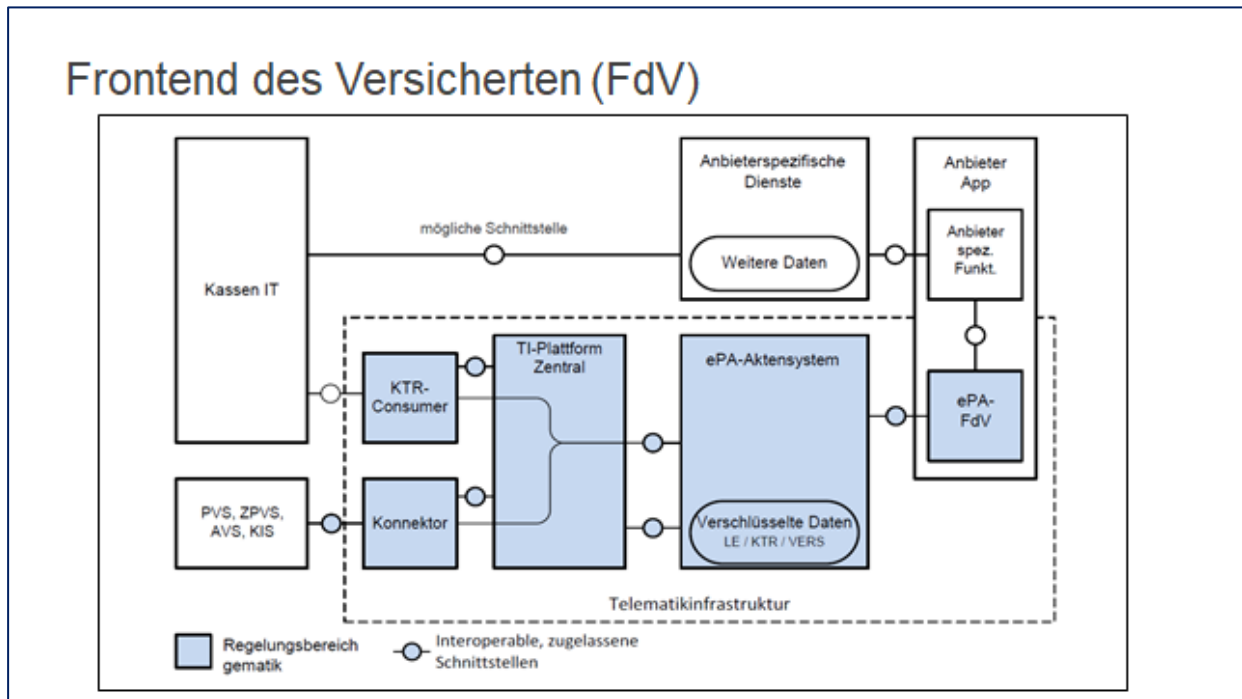 Frontend des Versicherten (FdV)
Kassen IT
mögliche Schnittstelle
Anbieterspezifische
Dienste
Weitere Daten
Anbieter
App
Anbieter
spez.
Funkt.
KTR-
Consumer
TI-Plattform
Zentral
ePA-Aktensystem
ePA-
FdV
PVS, ZPVS,
AVS, KIS
Konnektor
Verschlüsselte Daten
LE / KTR / VERS
Telematikinfrastruktur
Regelungsbereich
gematik
Interoperable, zugelassene
Schnittstellen